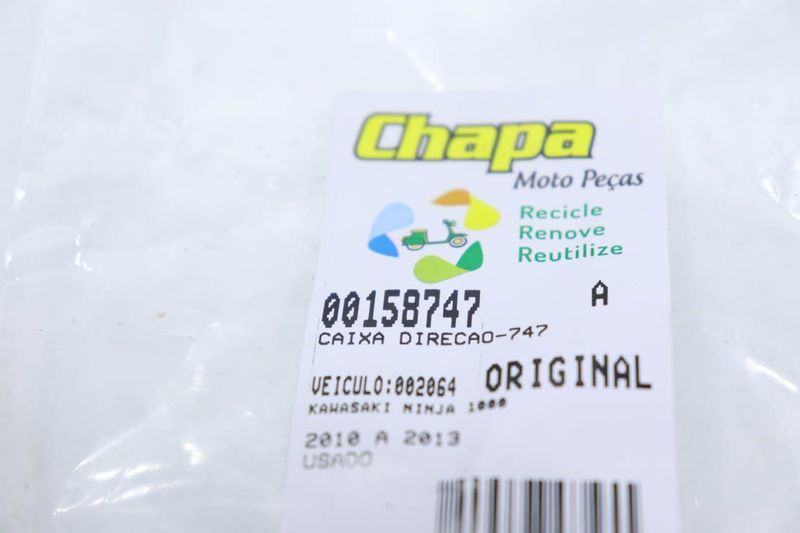 Chapa
Moto Peças
Recicle
Renove
Reutilize
00158747 A
CAIXA DIRECAO-747
VEICULO:002064 ORIGINAL
KAWASAKI NINJA 1000
2010 A 2013
USADO